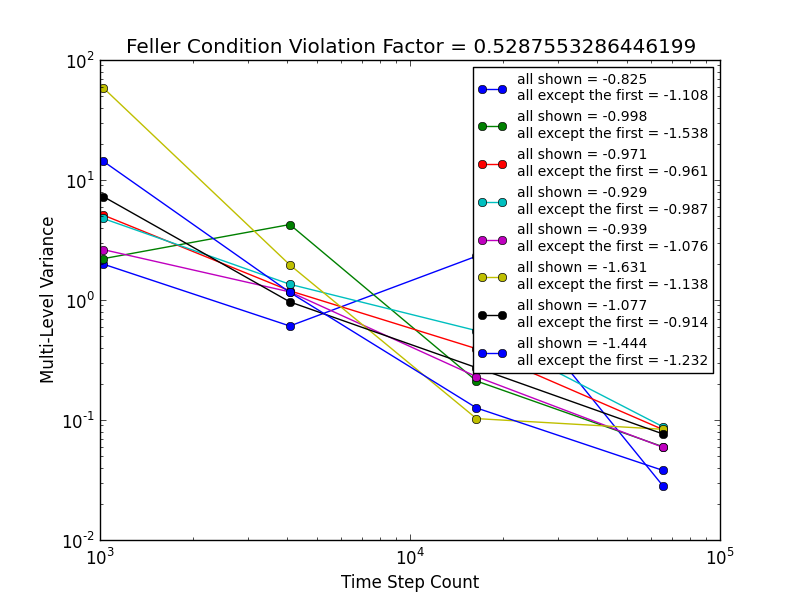 Feller Condition Violation Factor = 0.5287553286446199
10^2
10^1
10^0
10^-1
10^-2
Multi-Level Variance
all shown = -0.825
all except the first = -1.108
all shown = -0.998
all except the first = -1.538
all shown = -0.971
all except the first = -0.961
all shown = -0.929
all except the first = -0.987
all shown = -0.939
all except the first = -1.076
all shown = -1.631
all except the first = -1.138
all shown = -1.077
all except the first = -0.914
all shown = -1.444
all except the first = -1.232
10^3 10^4 10^5
Time Step Count